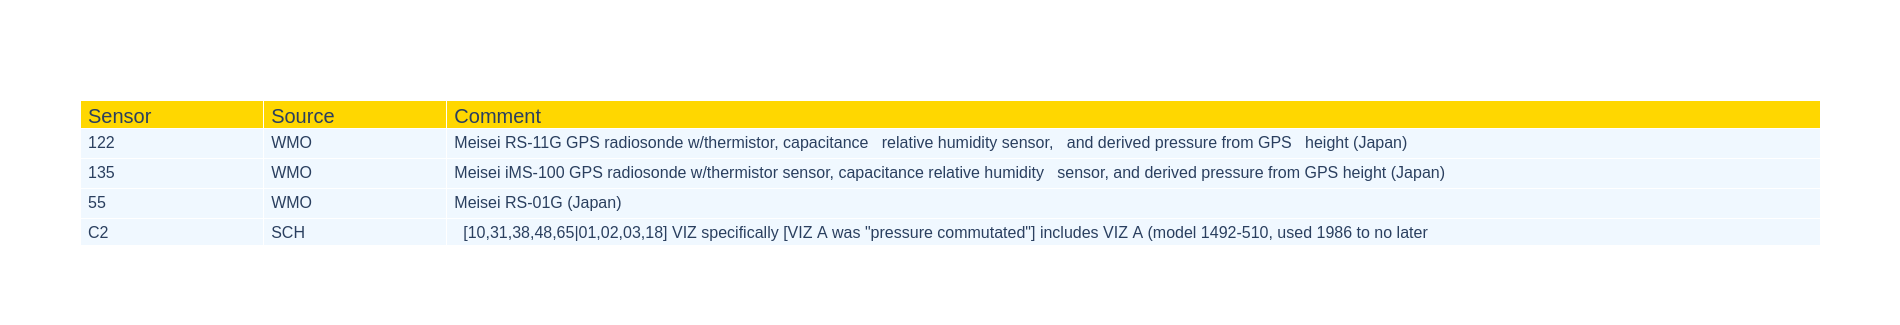 Sensor Source Comment
122 WMO Meisei RS-11G GPS radiosonde w/thermistor, capacitance   relative humidity sensor,   and derived pressure from GPS   height (Japan)
135 WMO Meisei iMS-100 GPS radiosonde w/thermistor sensor, capacitance relative humidity   sensor, and derived pressure from GPS height (Japan)
55 WMO Meisei RS-01G (Japan)
C2 SCH [10,31,38,48,65|01,02,03,18] VIZ specifically [VIZ A was "pressure commutated"] includes VIZ A (model 1492-510, used 1986 to no later